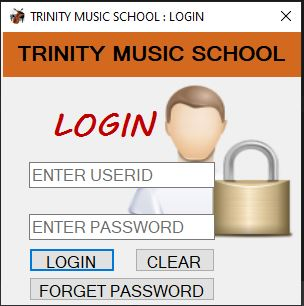 TRINITY MUSIC SCHOOL : LOGIN
TRINITY MUSIC SCHOOL
LOGIN
ENTER USERID
ENTER PASSWORD
LOGIN CLEAR
FORGET PASSWORD